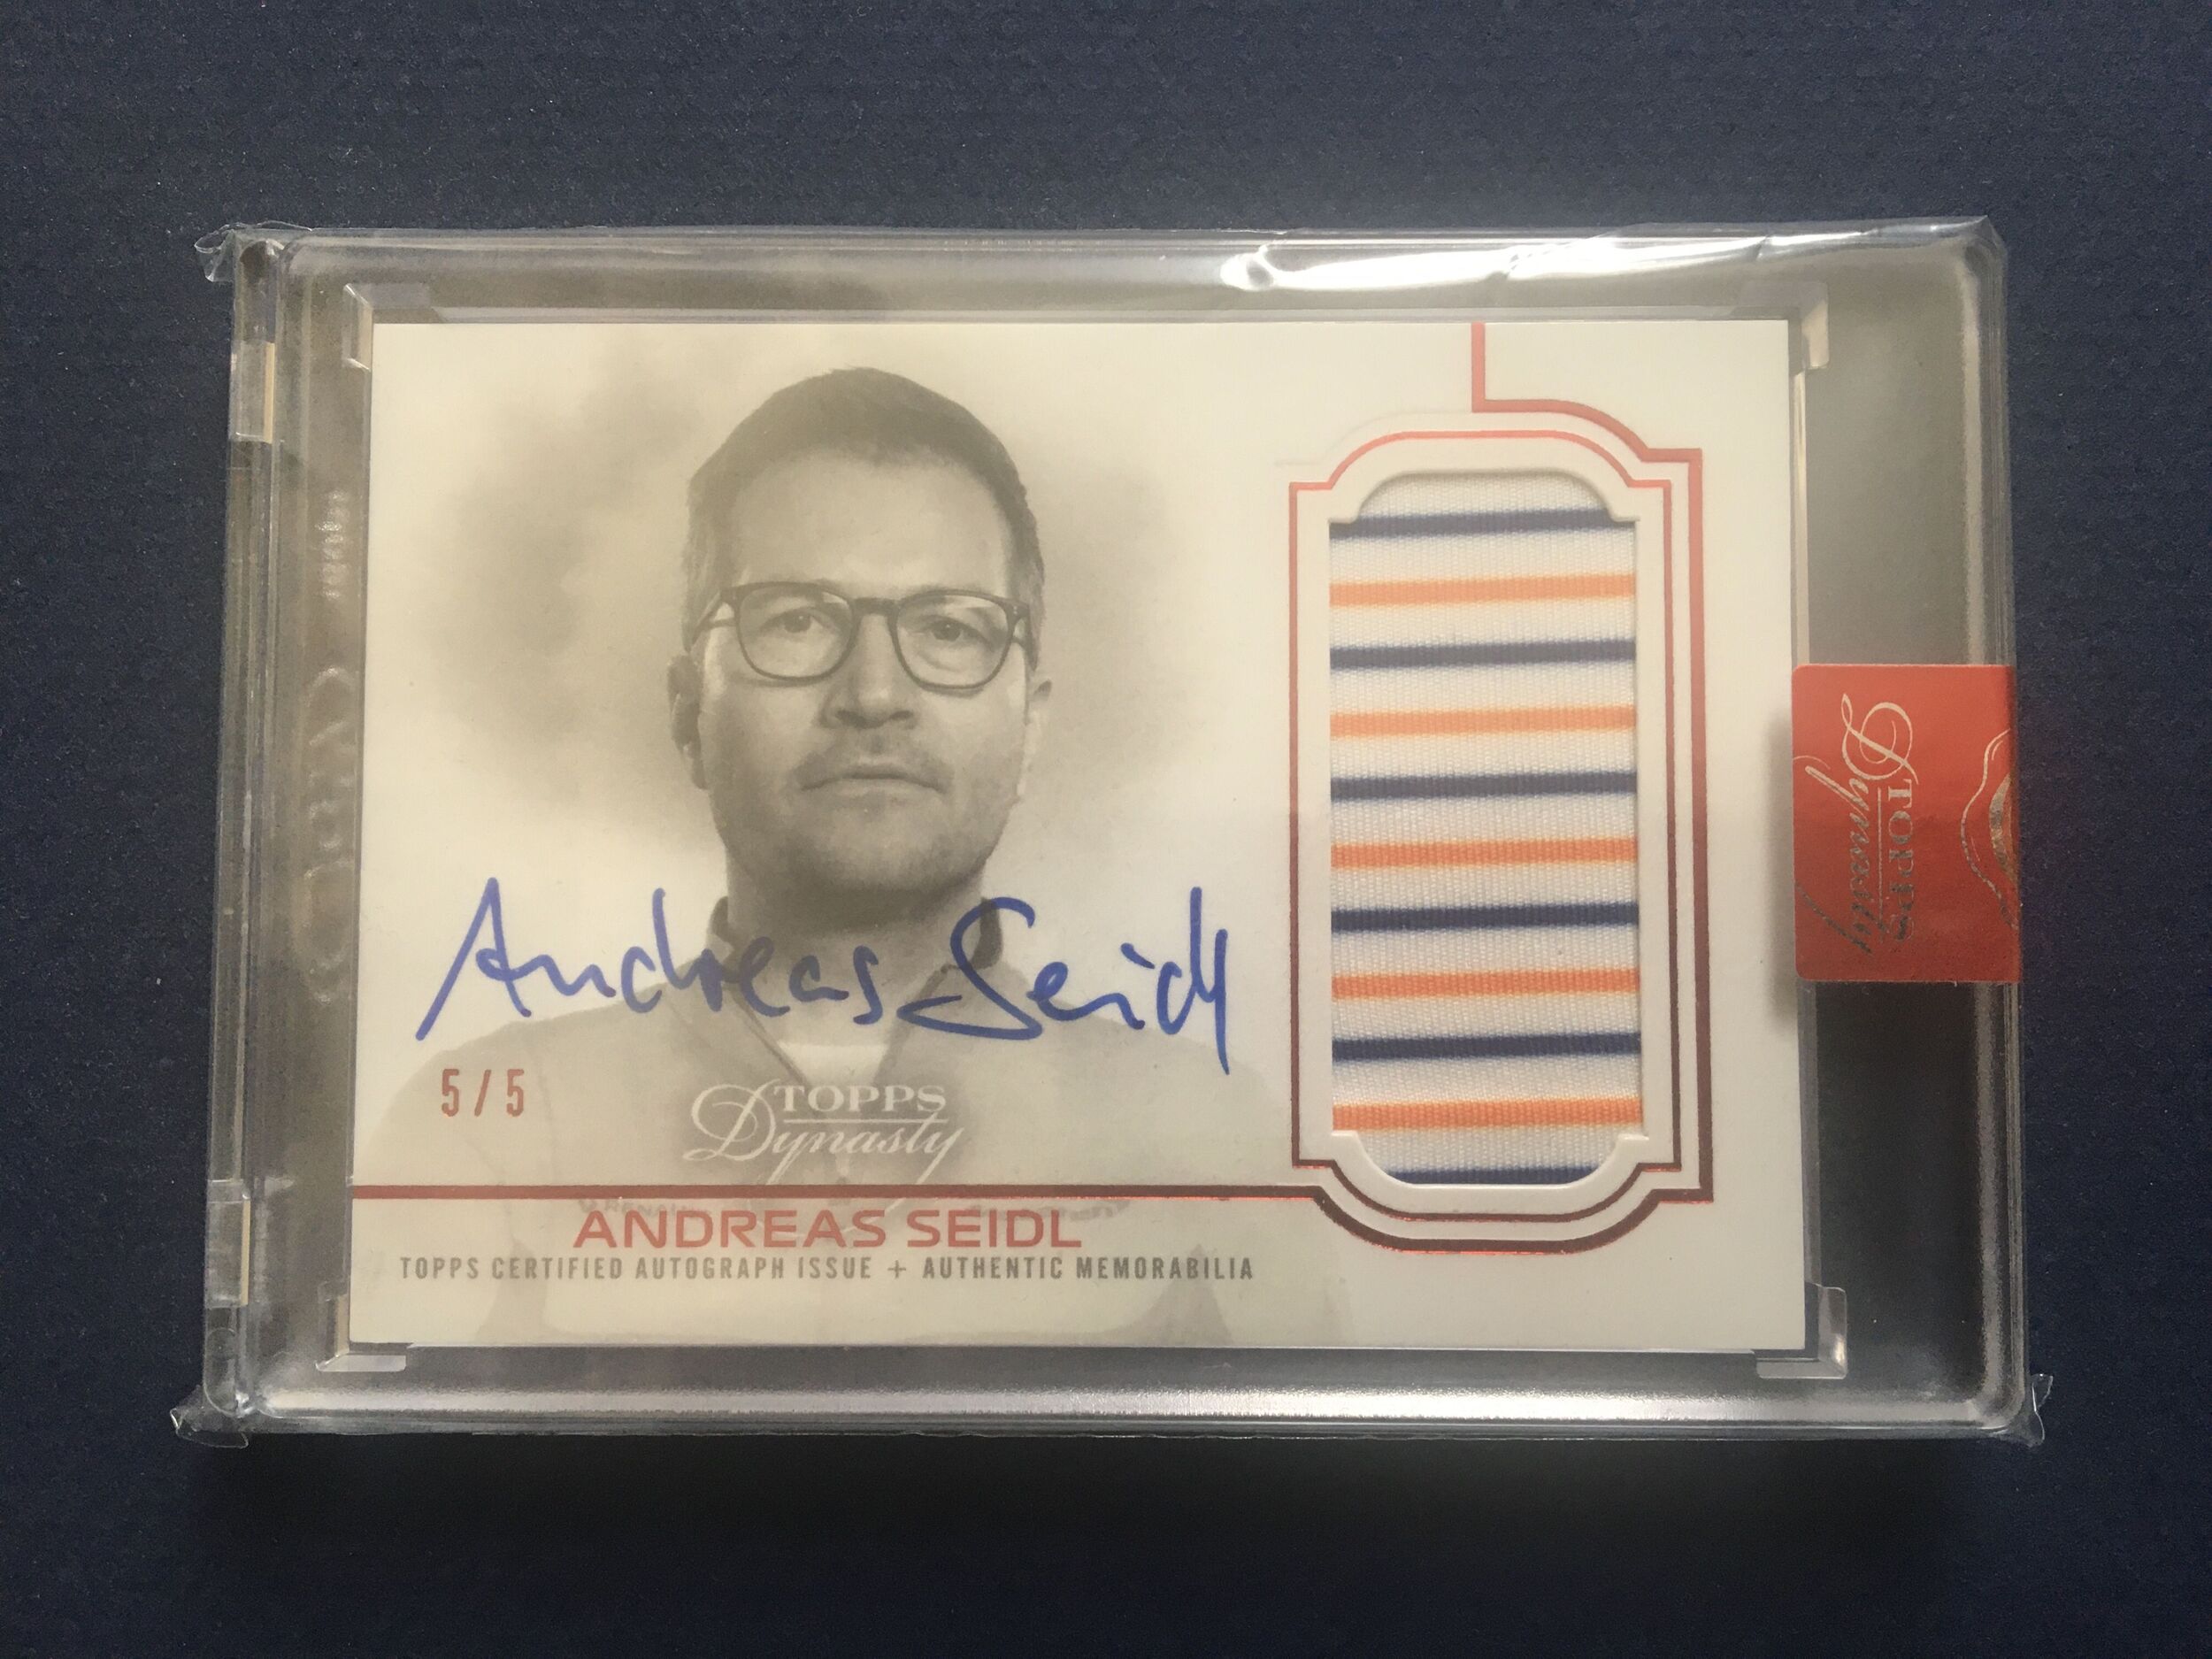 Andreas Seidl
5/5
TOPPS
Dynasty
ANDREAS SEIDL
TOPPS CERTIFIED AUTOGRAPH ISSUE + AUTHENTIC MEMORABILIA
TOPPS
Dynasty